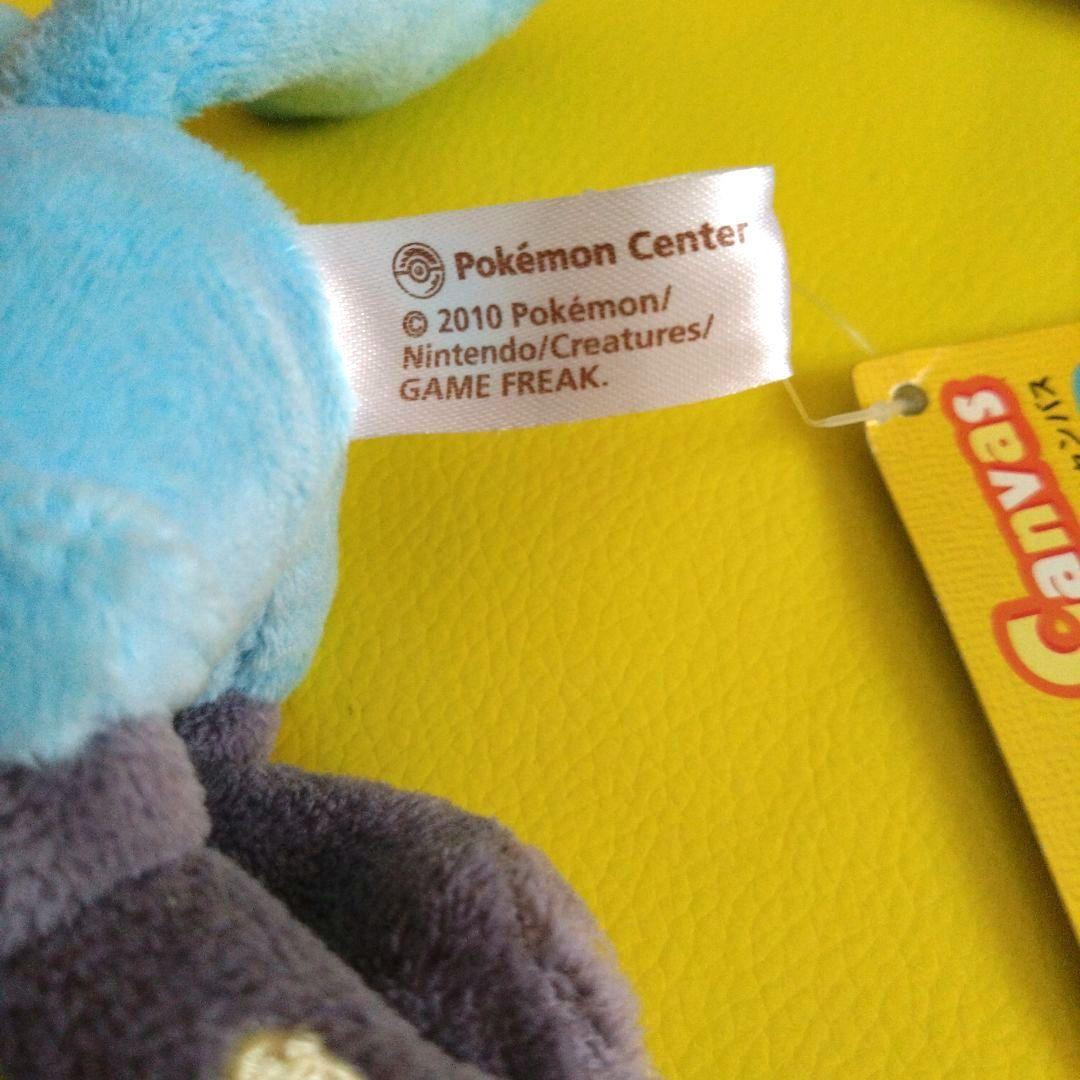 Pokémon Center
© 2010 Pokémon/
Nintendo/Creatures/
GAME FREAK.
Canvas